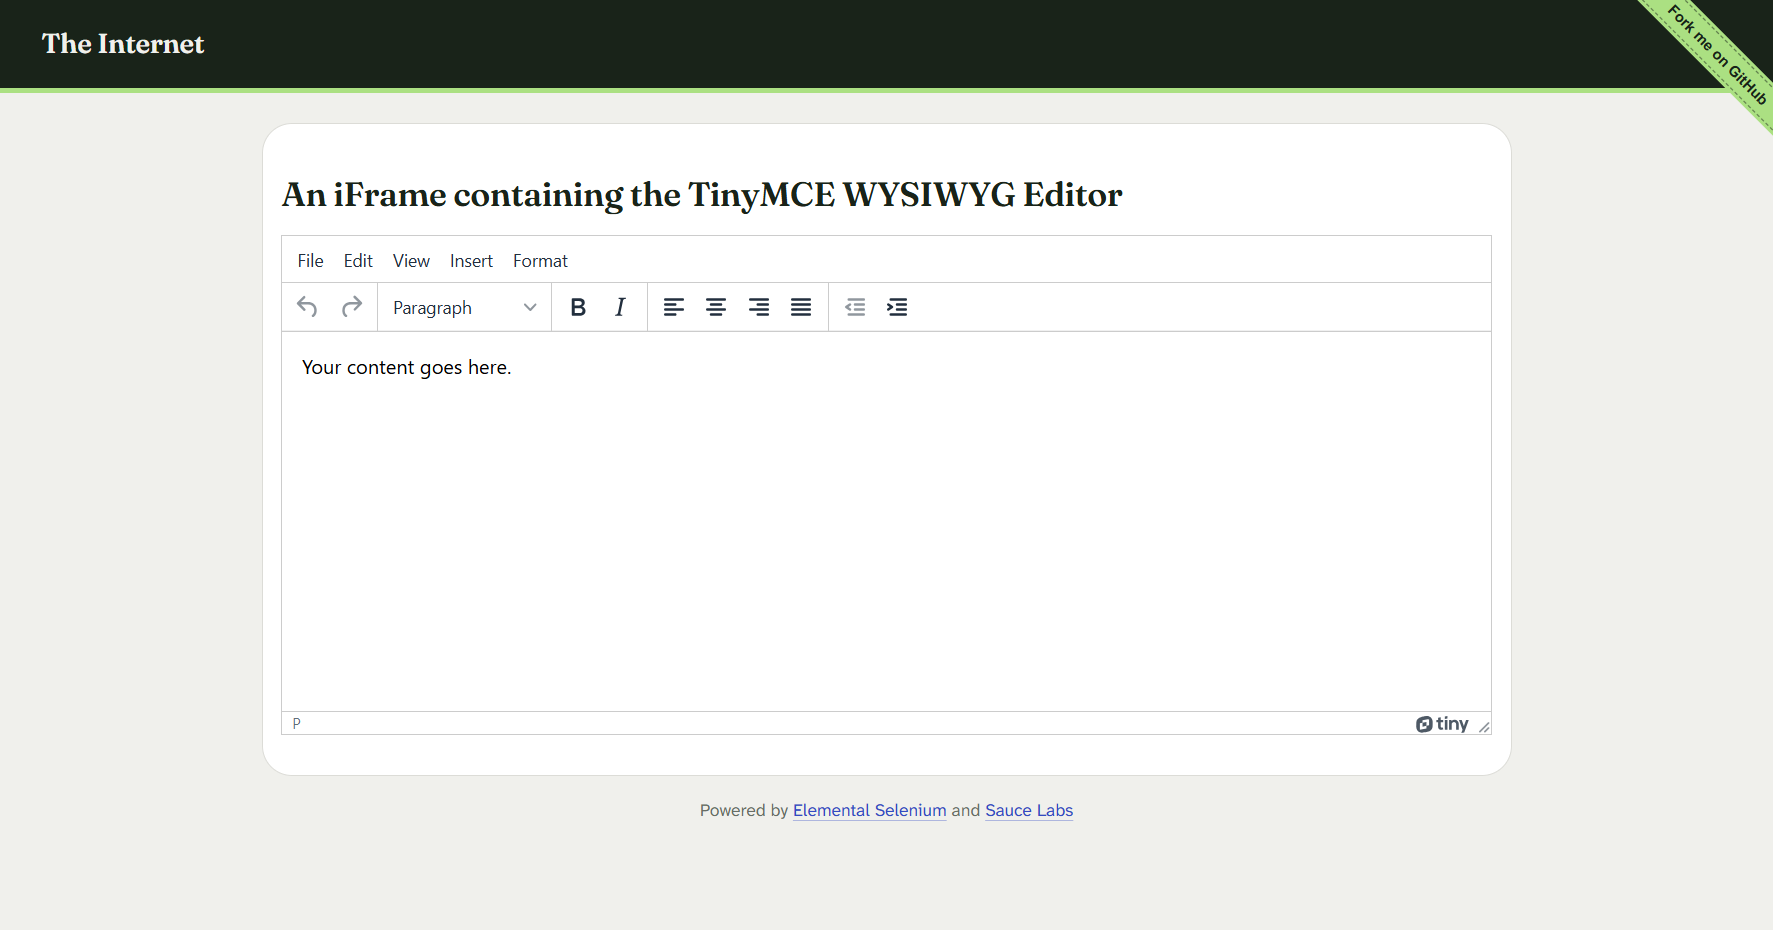 The Internet
Fork me on GitHub
An iFrame containing the TinyMCE WYSIWYG Editor
File Edit View Insert Format
Paragraph B I
Your content goes here.
P tiny
Powered by Elemental Selenium and Sauce Labs